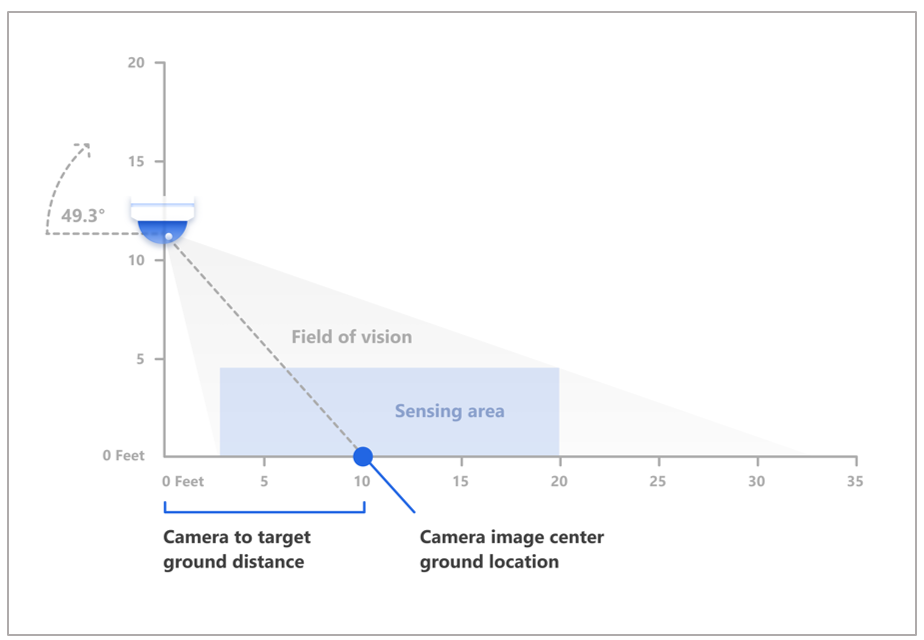 20
15
49.3°
10
Field of vision
5
Sensing area
0 Feet
0 Feet 5 10 15 20 25 30 35
Camera to target
ground distance
Camera image center
ground location